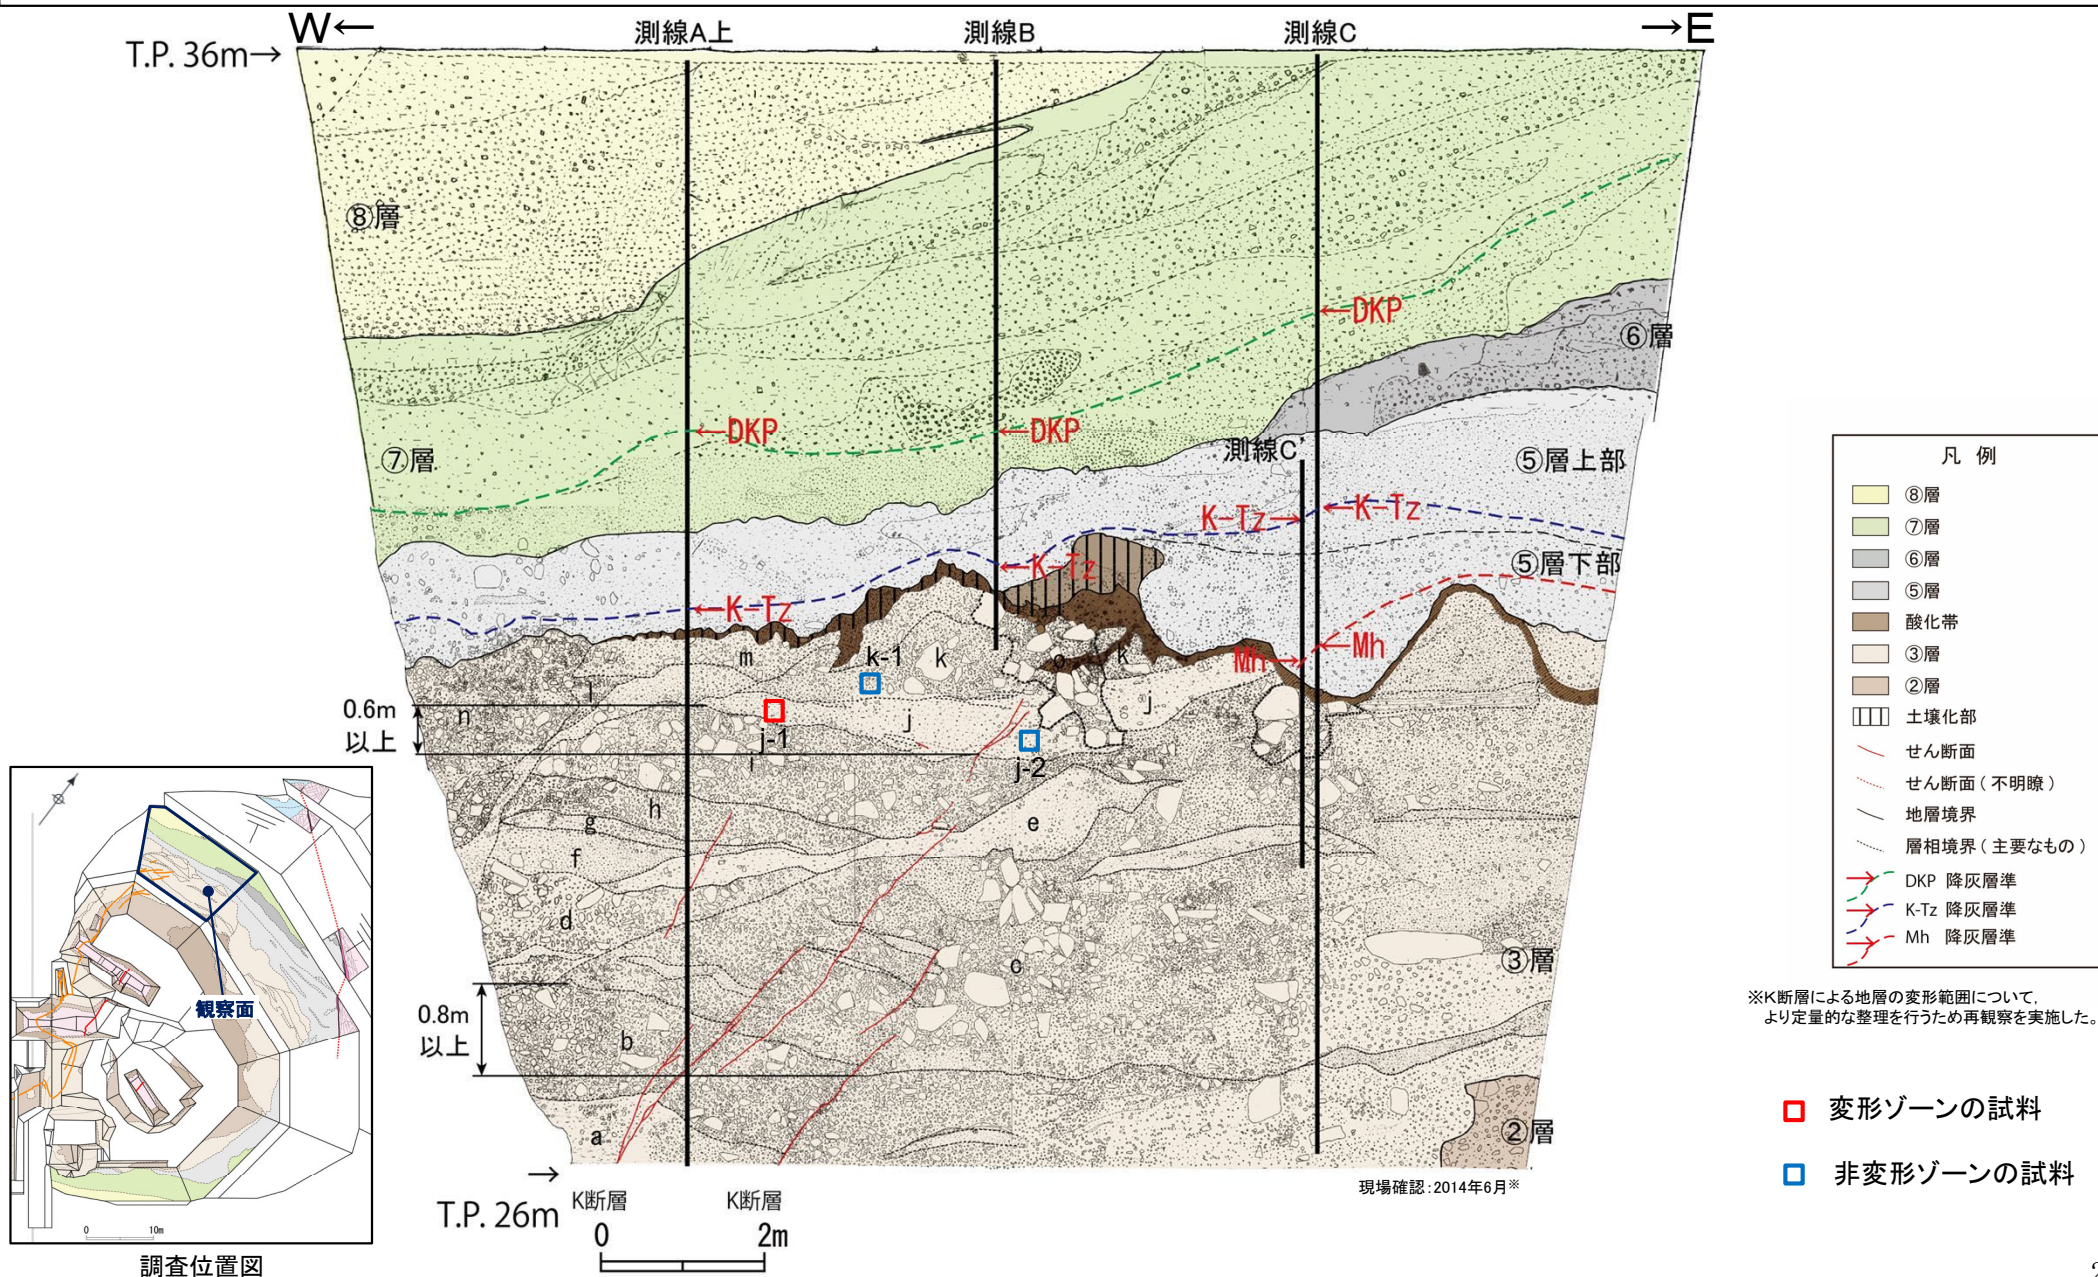 W←
測線A上
測線B
測線C
→E
T.P. 36m→
⑧層
DKP
⑥層
DKP
DKP
⑦層
測線C'
⑤層上部
K-Tz
K-Tz
⑤層下部
K-Tz
K-Tz
Mh
Mh
m
k-1
k
o
k
l
j
j
0.6m
以上
n
j-1
i
j-2
h
g
e
f
d
c
③層
0.8m
以上
b
a
②層
→
T.P. 26m
K断層
K断層
0
2m
現場確認:2014年6月※
観察面
0
10m
調査位置図
凡 例
⑧層
⑦層
⑥層
⑤層
酸化帯
③層
②層
土壌化部
せん断面
せん断面(不明瞭)
地層境界
層相境界(主要なもの)
DKP 降灰層準
K-Tz 降灰層準
Mh 降灰層準
※K断層による地層の変形範囲について,
より定量的な整理を行うため再観察を実施した。
変形ゾーンの試料
非変形ゾーンの試料